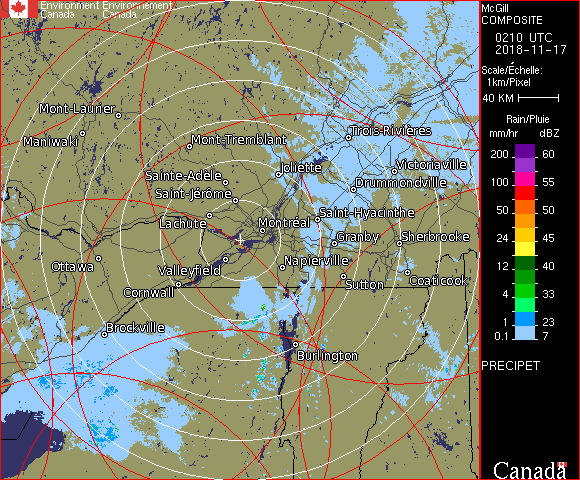 Environment Environnement
Canada Canada
Mont-Laurier
Maniwaki
Mont-Tremblant
Trois-Rivières
Joliette
Victoriaville
Sainte-Adèle
Drummondville
Saint-Jérôme
Saint-Hyacinthe
Lachute
Montréal
Granby
Sherbrooke
Ottawa
Valleyfield
Napierville
Cornwall
Sutton
Coaticook
Brockville
Burlington
McGill
COMPOSITE
0210 UTC
2018-11-17
Scale/Échelle:
1km/Pixel
40 KM
Rain/Pluie
mm/hr dBZ
200 60
100 55
50 50
24 45
12 40
4 33
1 23
0.1 7
PRECIPET
Canada